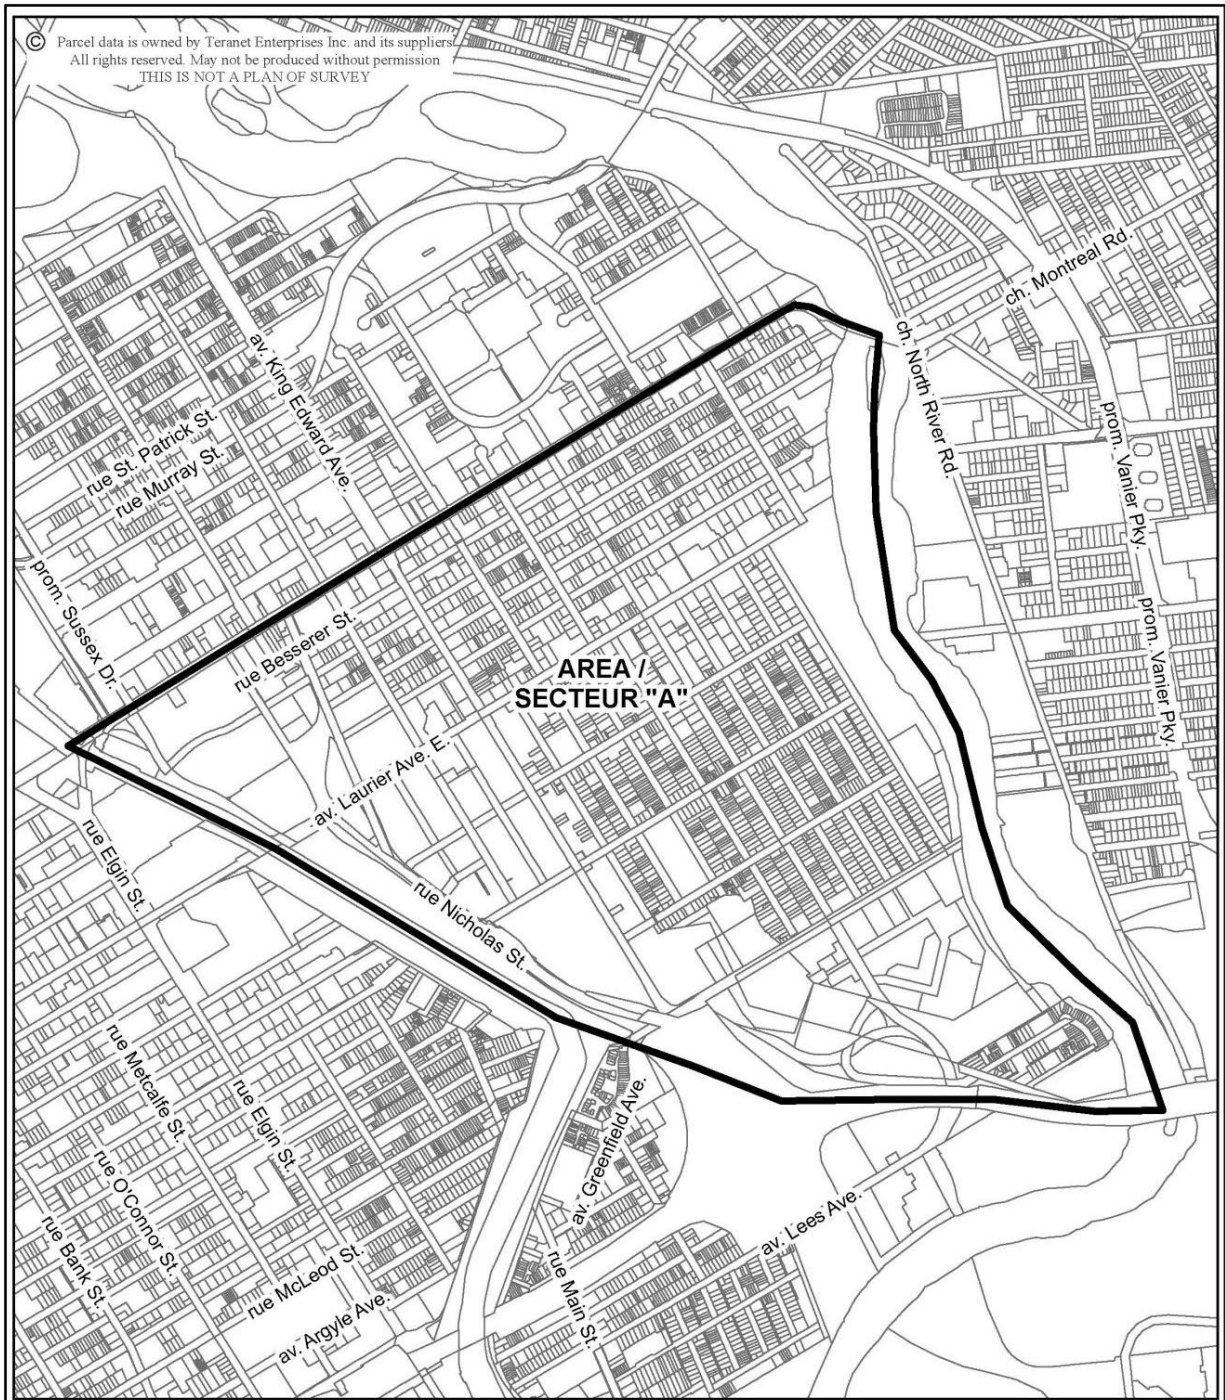 ©
Parcel data is owned by Teranet Enterprises Inc. and its suppliers
All rights reserved. May not be produced without permission
THIS IS NOT A PLAN OF SURVEY
ch. Montreal Rd.
ch. North River Rd.
av. King Edward Ave.
rue St. Patrick St.
rue Murray St.
prom. Vanier Pky.
prom. Sussex Dr.
rue Besserer St.
prom. Vanier Pky.
AREA /
SECTEUR "A"
av. Laurier Ave. E.
rue Elgin St.
rue Nicholas St.
rue Metcalfe St.
rue Elgin St.
av. Greenfield Ave.
rue O'Connor St.
av. Lees Ave.
rue Bank St.
rue McLeod St.
rue Main St.
av. Argyle Ave.